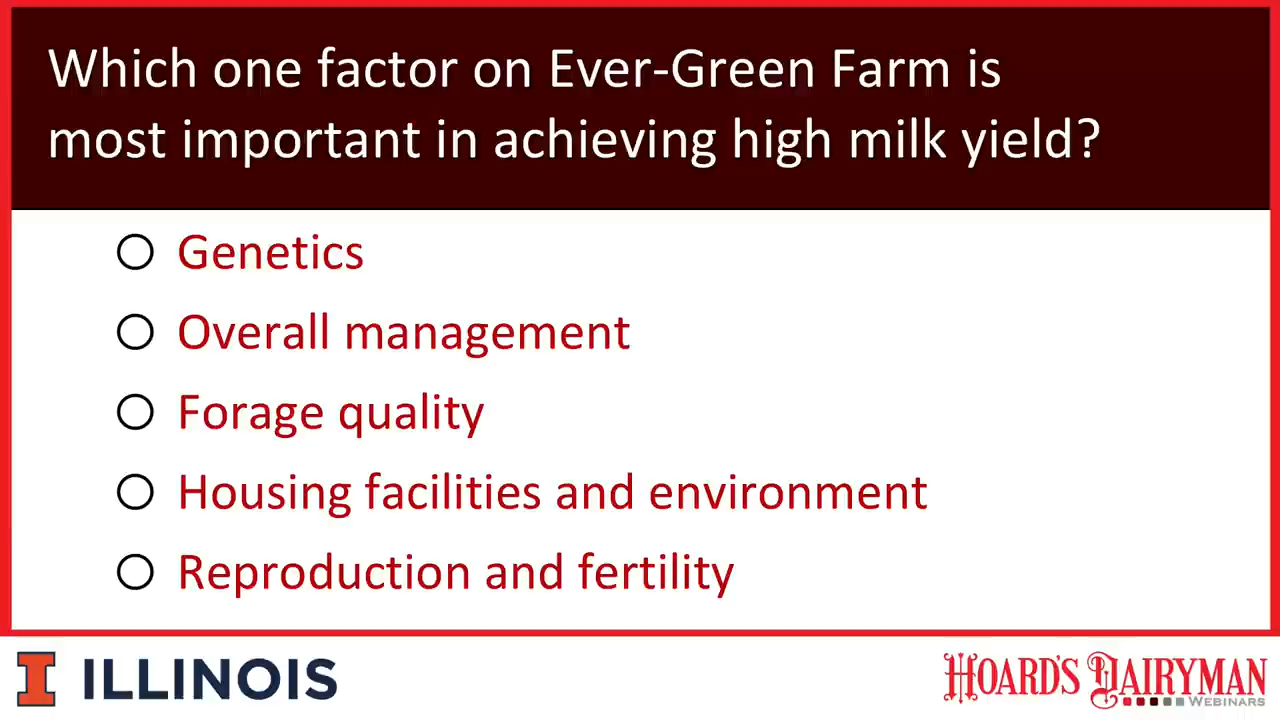 Which one factor on Ever-Green Farm is
most important in achieving high milk yield?
Genetics
Overall management
Forage quality
Housing facilities and environment
Reproduction and fertility
I ILLINOIS
HOARD'S DAIRYMAN
WEBINARS